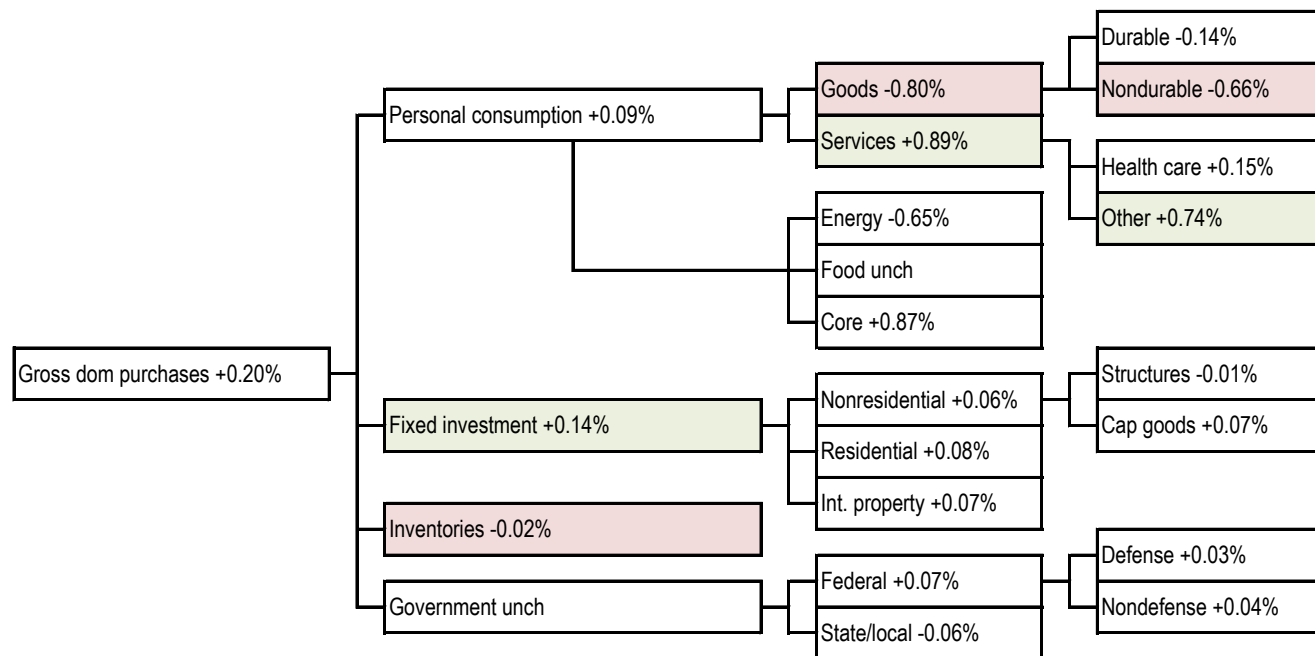 Gross dom purchases +0.20%
Personal consumption +0.09%
Goods -0.80%
Durable -0.14%
Nondurable -0.66%
Services +0.89%
Health care +0.15%
Other +0.74%
Energy -0.65%
Food unch
Core +0.87%
Fixed investment +0.14%
Nonresidential +0.06%
Structures -0.01%
Cap goods +0.07%
Residential +0.08%
Int. property +0.07%
Inventories -0.02%
Government unch
Federal +0.07%
Defense +0.03%
Nondefense +0.04%
State/local -0.06%